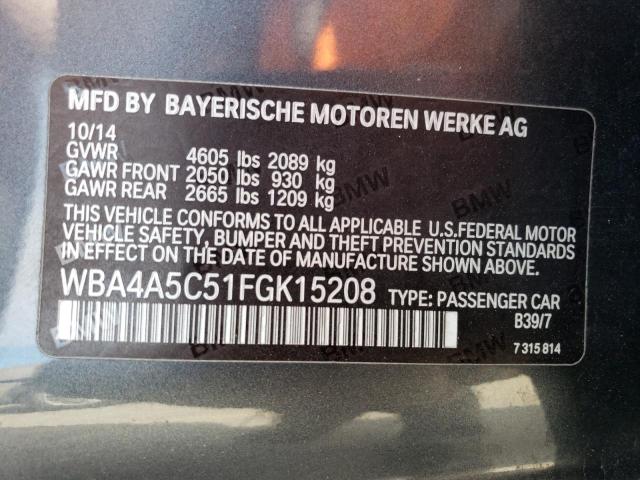 MFD BY BAYERISCHE MOTOREN WERKE AG
10/14
GVWR 4605 lbs 2089 kg
GAWR FRONT 2050 lbs 930 kg
GAWR REAR 2665 lbs 1209 kg
THIS VEHICLE CONFORMS TO ALL APPLICABLE U.S.FEDERAL MOTOR
VEHICLE SAFETY, BUMPER AND THEFT PREVENTION STANDARDS
IN EFFECT ON THE DATE OF MANUFACTURE SHOWN ABOVE.
WBA4A5C51FGK15208 TYPE: PASSENGER CAR
B39/7
7 315 814